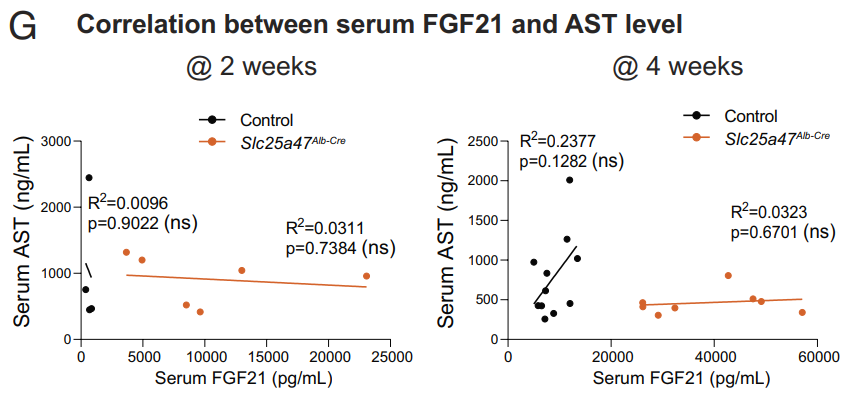 G Correlation between serum FGF21 and AST level
@ 2 weeks
Control
Slc25a47Alb-Cre
Serum AST (ng/mL)
3000
2000
1000
0
R2=0.0096
p=0.9022 (ns)
R2=0.0311
p=0.7384 (ns)
0 5000 10000 15000 20000 25000
Serum FGF21 (pg/mL)
@ 4 weeks
Control
Slc25a47Alb-Cre
Serum AST (ng/mL)
2500
2000
1500
1000
500
0
R2=0.2377
p=0.1282 (ns)
R2=0.0323
p=0.6701 (ns)
0 20000 40000 60000
Serum FGF21 (pg/mL)